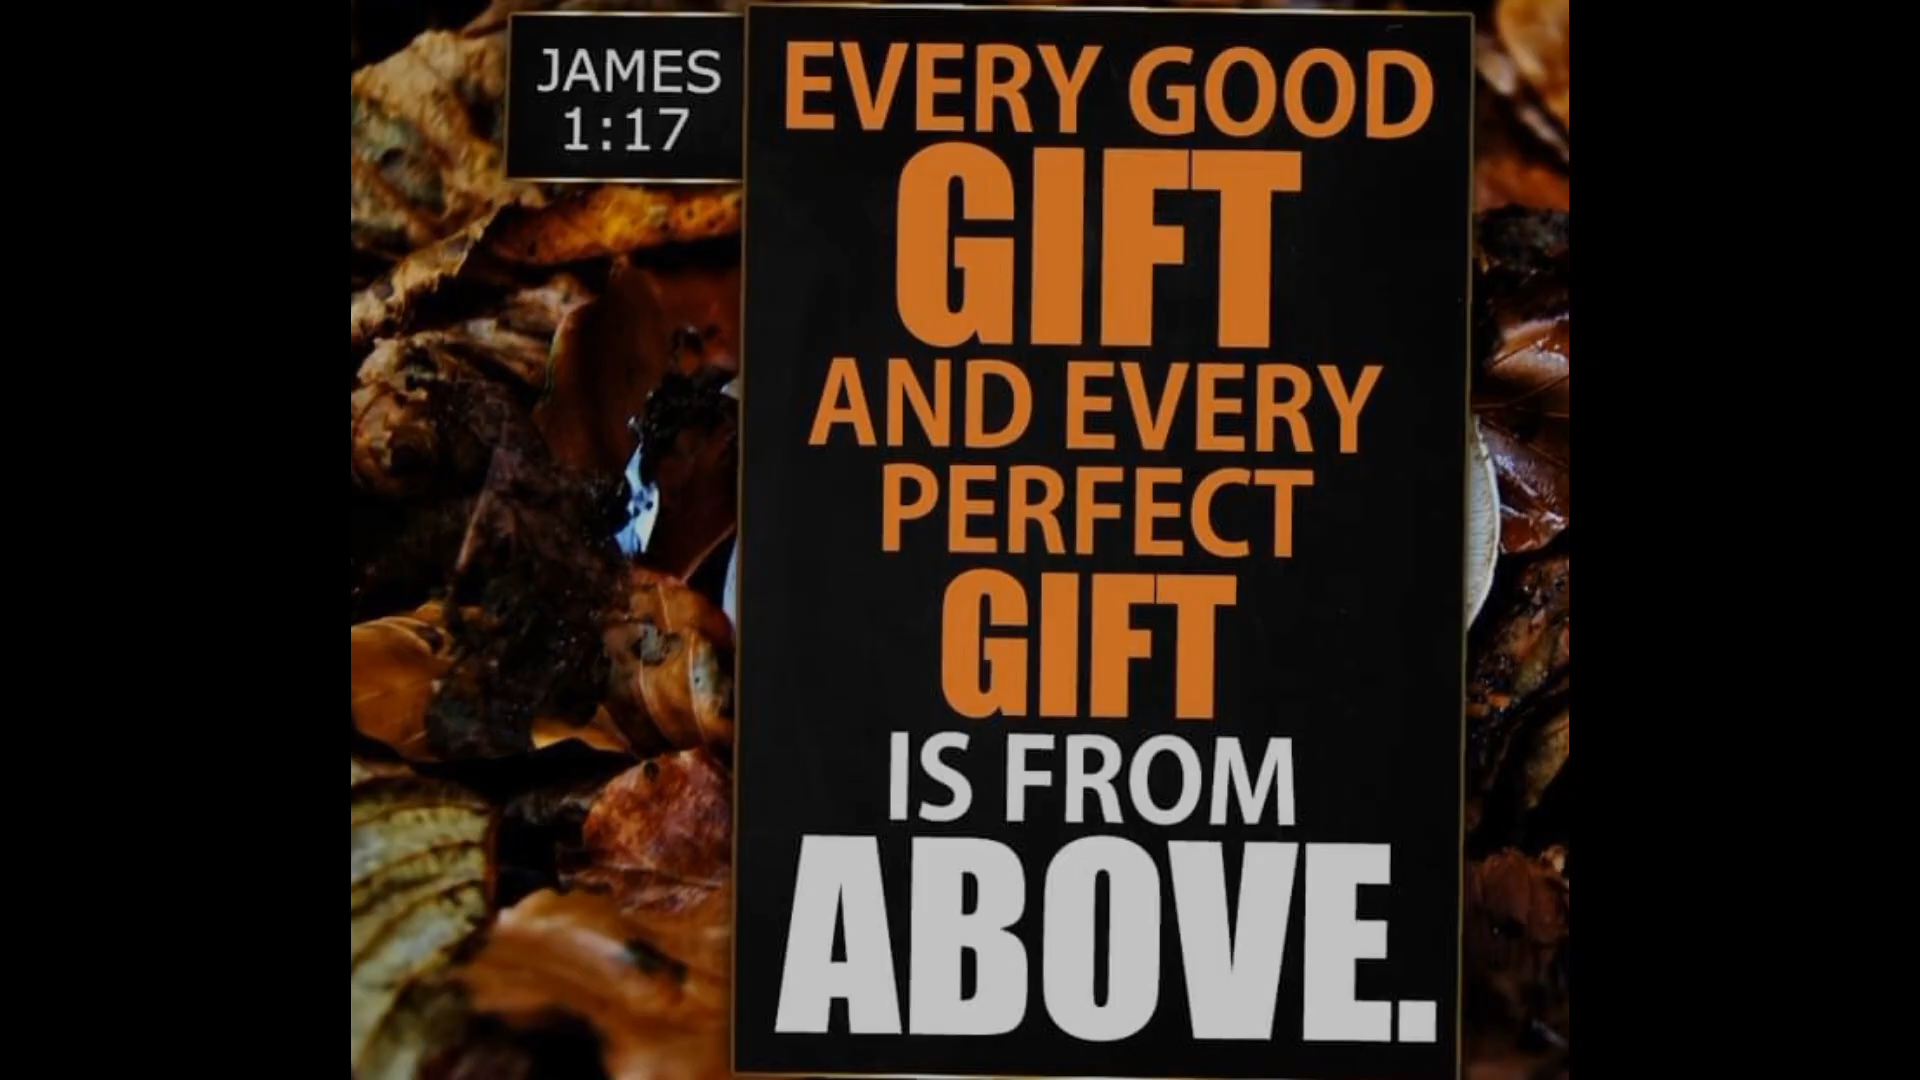 JAMES
1:17
EVERY GOOD
GIFT
AND EVERY
PERFECT
GIFT
IS FROM
ABOVE.